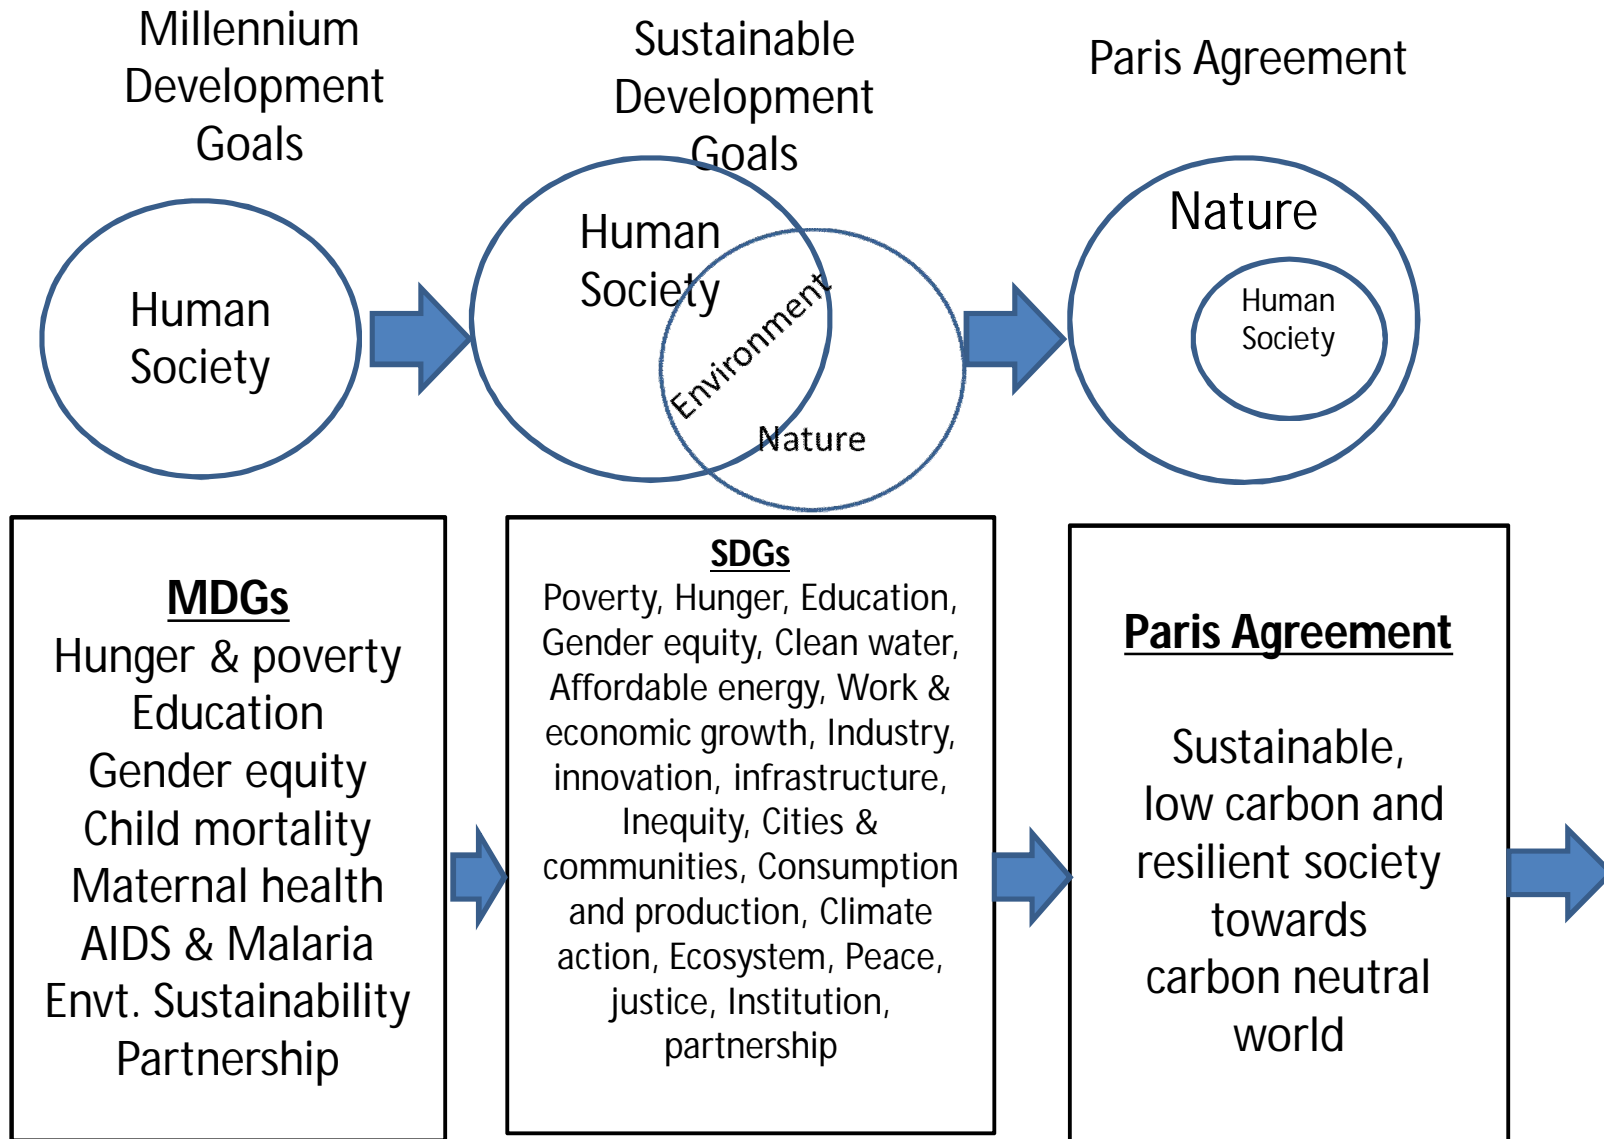 Millennium
Development
Goals
Sustainable
Development
Goals
Paris Agreement
Human
Society
Human
Society
Environment
Nature
Nature
Human
Society
MDGs
Hunger & poverty
Education
Gender equity
Child mortality
Maternal health
AIDS & Malaria
Envt. Sustainability
Partnership
SDGs
Poverty, Hunger, Education,
Gender equity, Clean water,
Affordable energy, Work &
economic growth, Industry,
innovation, infrastructure,
Inequity, Cities &
communities, Consumption
and production, Climate
action, Ecosystem, Peace,
justice, Institution,
partnership
Paris Agreement
Sustainable,
low carbon and
resilient society
towards
carbon neutral
world